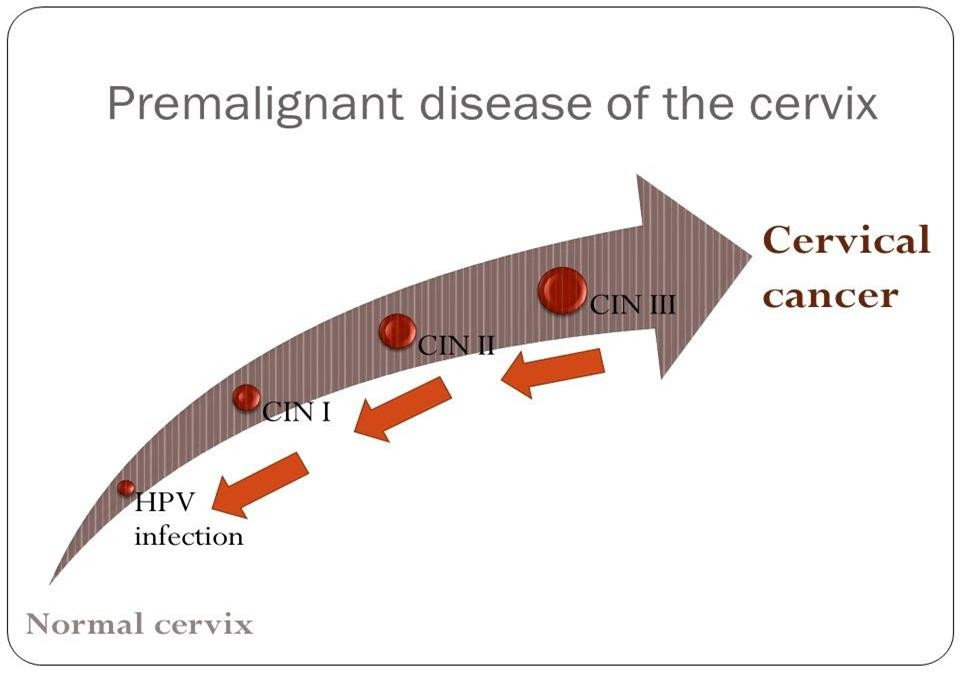 Premalignant disease of the cervix
Cervical
cancer
CIN III
CIN II
CIN I
HPV
infection
Normal cervix